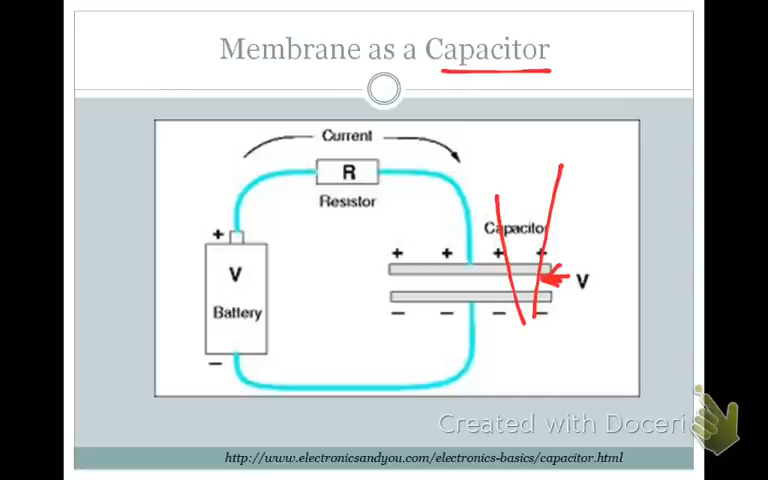 Membrane as a Capacitor
Current
R
Resistor
Capacitor
+
+ + + +
V
V
Battery
− − − −
−
Created with Doceri
http://www.electronicsandyou.com/electronics-basics/capacitor.html